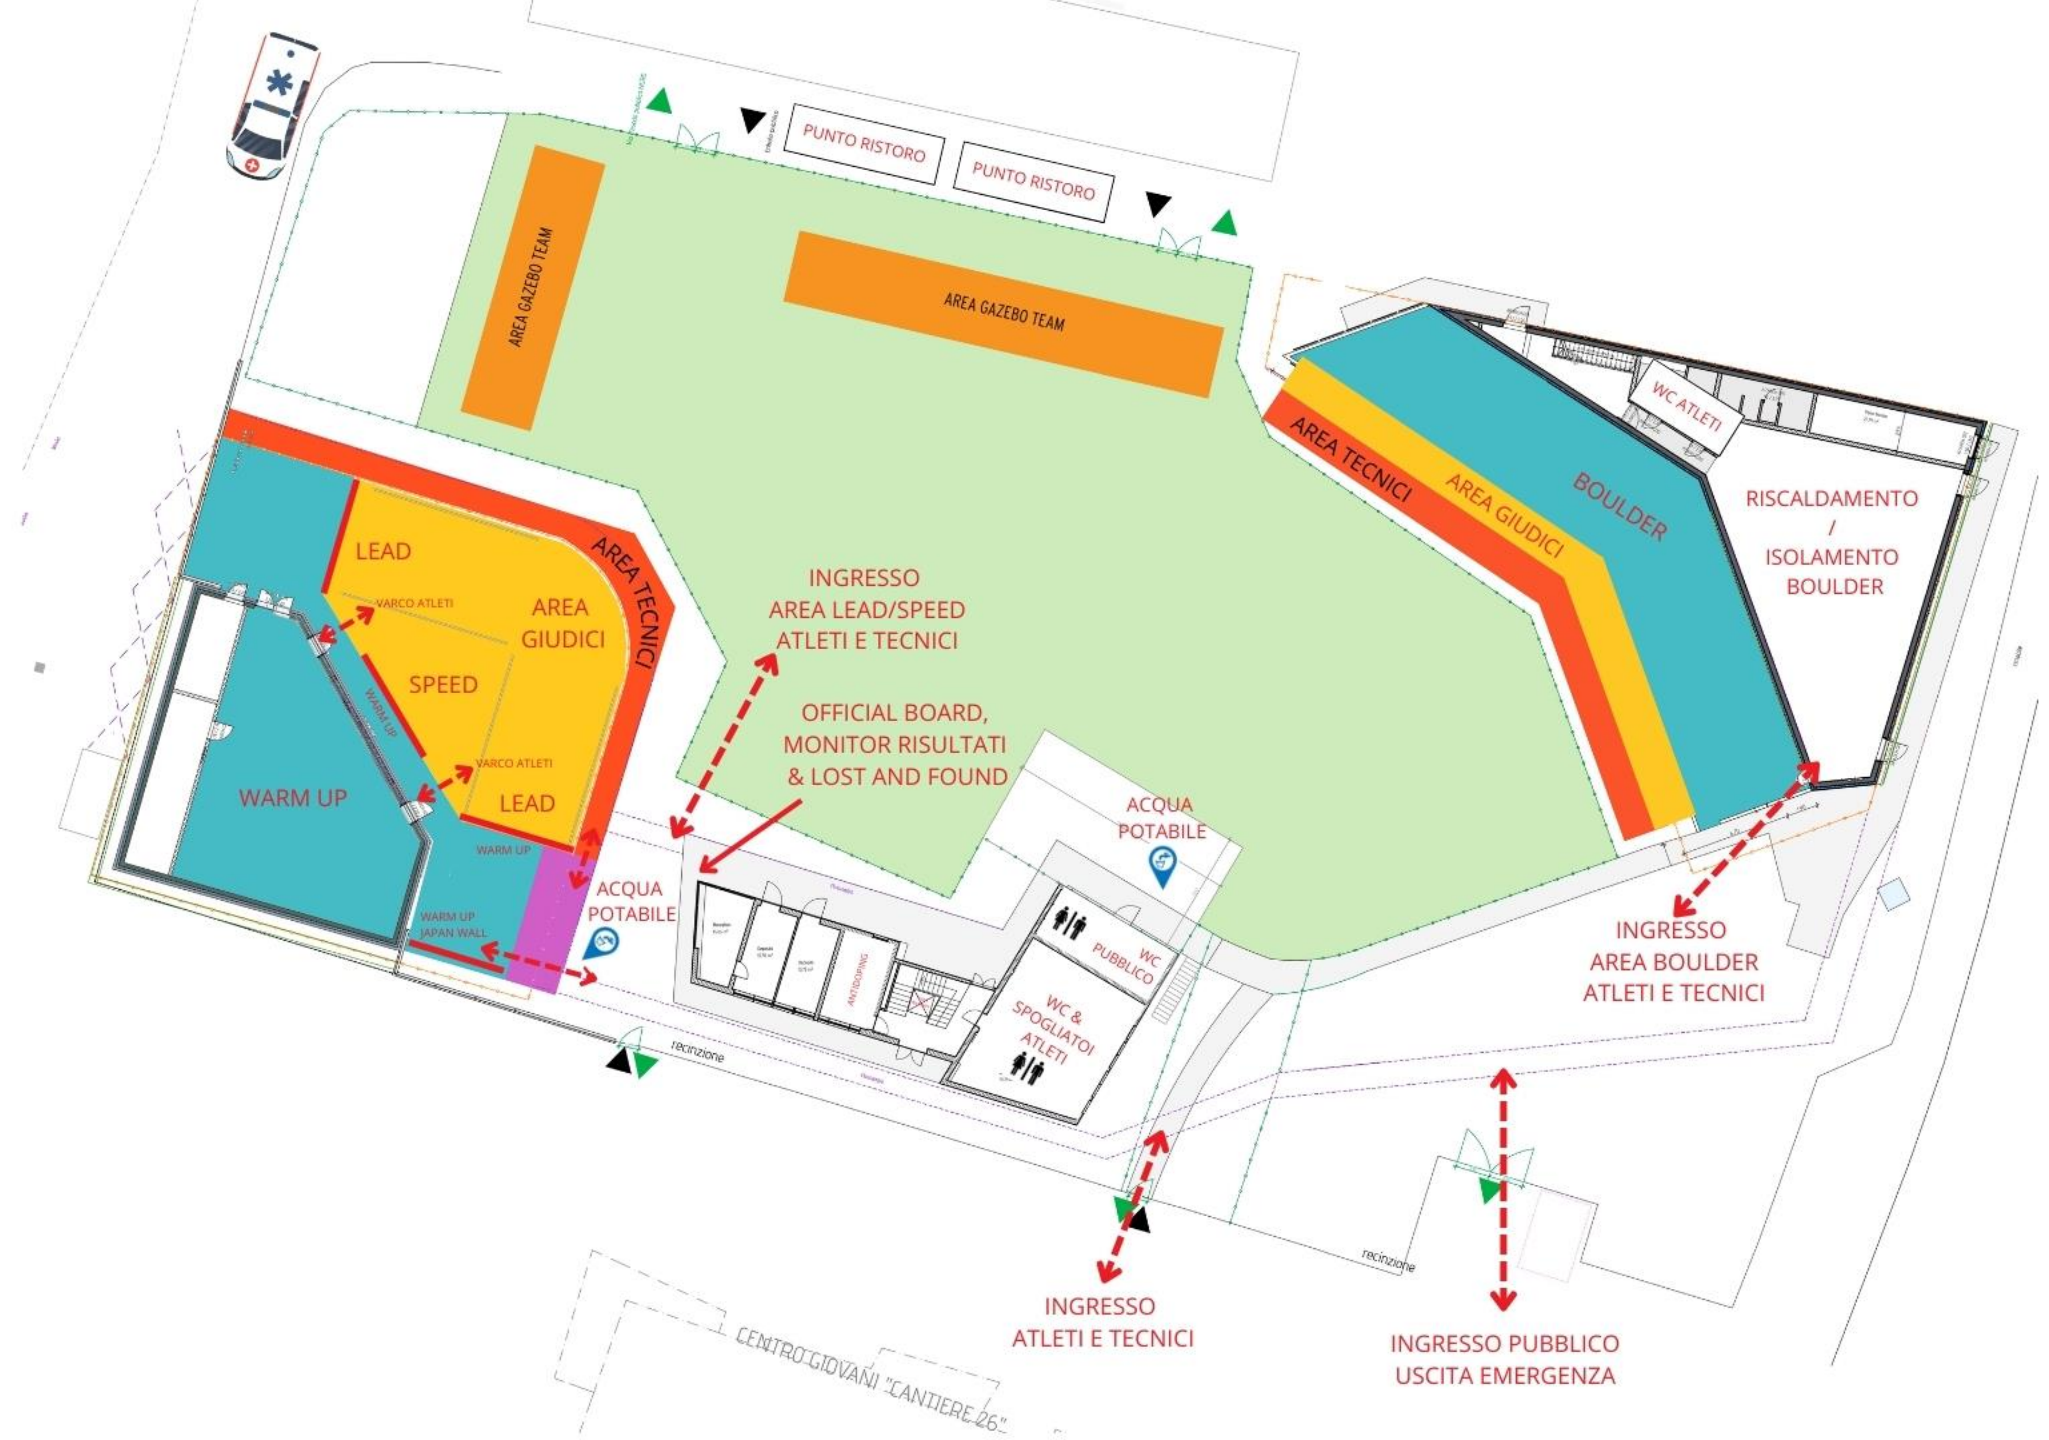 PUNTO RISTORO
PUNTO RISTORO
AREA GAZEBO TEAM
AREA GAZEBO TEAM
WC ATLETI
AREA TECNICI
AREA GIUDICI
BOULDER
RISCALDAMENTO
/
ISOLAMENTO
BOULDER
LEAD
AREA TECNICI
AREA
GIUDICI
VARCO ATLETI
SPEED
WARM UP
VARCO ATLETI
LEAD
WARM UP
WARM UP
WARM UP
JAPAN WALL
INGRESSO
AREA LEAD/SPEED
ATLETI E TECNICI
OFFICIAL BOARD,
MONITOR RISULTATI
& LOST AND FOUND
ACQUA
POTABILE
ACQUA
POTABILE
ANTIDOPING
WC
PUBBLICO
WC &
SPOGLIATOI
ATLETI
INGRESSO
AREA BOULDER
ATLETI E TECNICI
recinzione
recinzione
INGRESSO
ATLETI E TECNICI
INGRESSO PUBBLICO
USCITA EMERGENZA
CENTRO GIOVANI "CANTIERE 26"